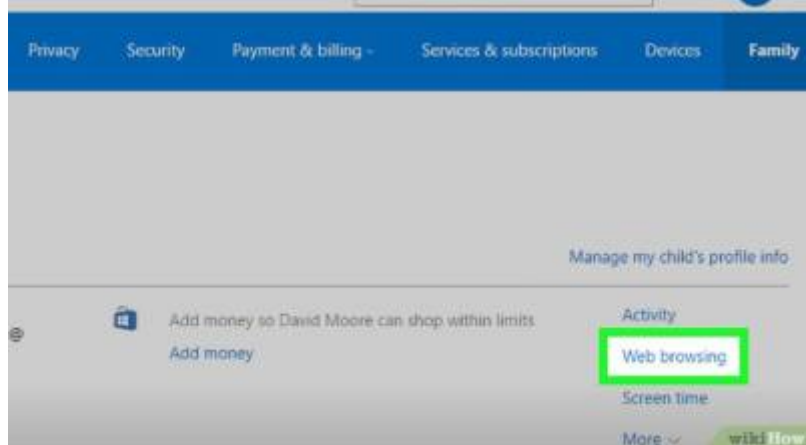 Privacy Security Payment & billing Services & subscriptions Devices Family
Manage my child's profile info
Add money so David Moore can shop within limits
Activity
@
Add money
Web browsing
Screen time
More
wikiHow